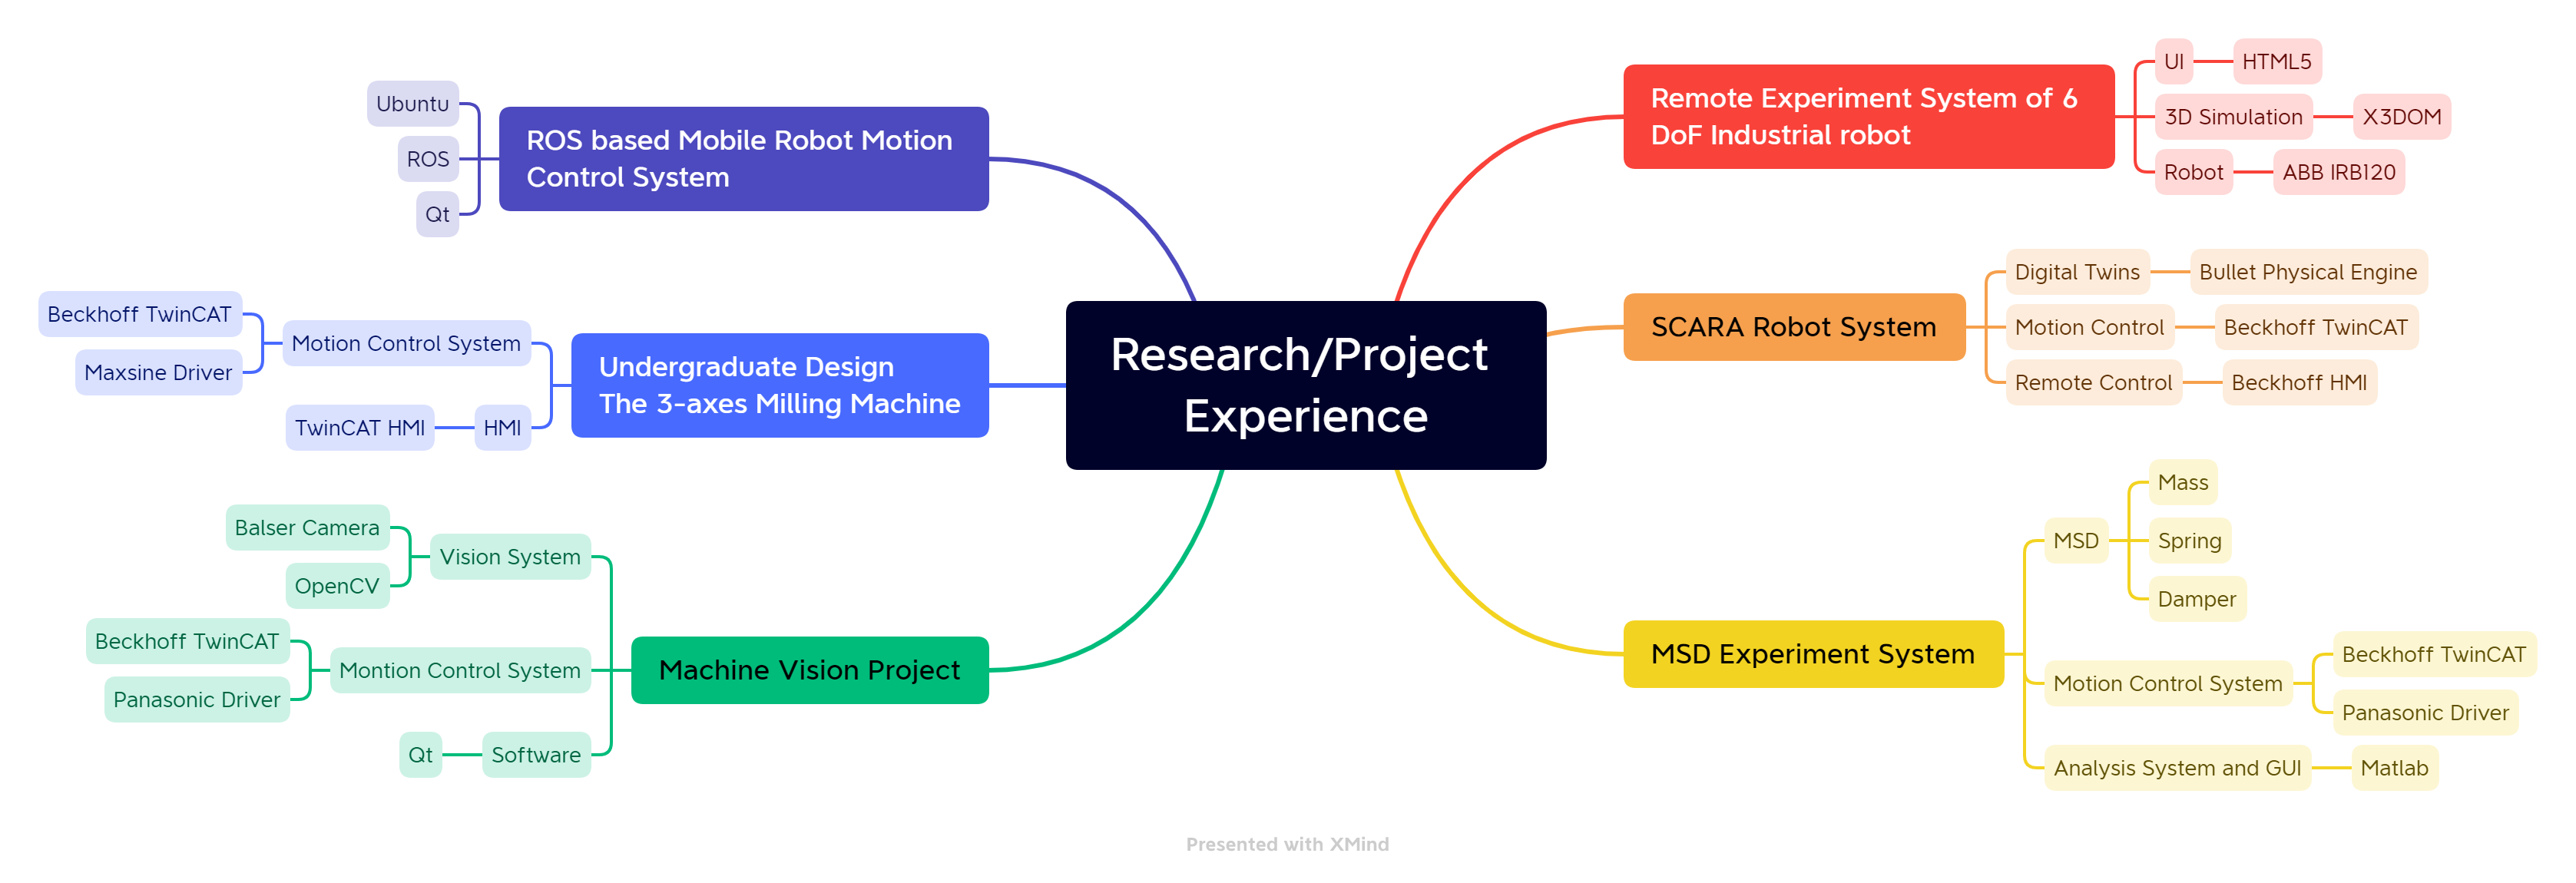 Research/Project
Experience
Remote Experiment System of 6
DoF Industrial robot
UI
HTML5
3D Simulation
X3DOM
Robot
ABB IRB120
SCARA Robot System
Digital Twins
Bullet Physical Engine
Motion Control
Beckhoff TwinCAT
Remote Control
Beckhoff HMI
MSD Experiment System
MSD
Mass
Spring
Damper
Motion Control System
Beckhoff TwinCAT
Panasonic Driver
Analysis System and GUI
Matlab
ROS based Mobile Robot Motion
Control System
Ubuntu
ROS
Qt
Undergraduate Design
The 3-axes Milling Machine
Motion Control System
Beckhoff TwinCAT
Maxsine Driver
HMI
TwinCAT HMI
Machine Vision Project
Vision System
Balser Camera
OpenCV
Montion Control System
Beckhoff TwinCAT
Panasonic Driver
Software
Qt
Presented with XMind